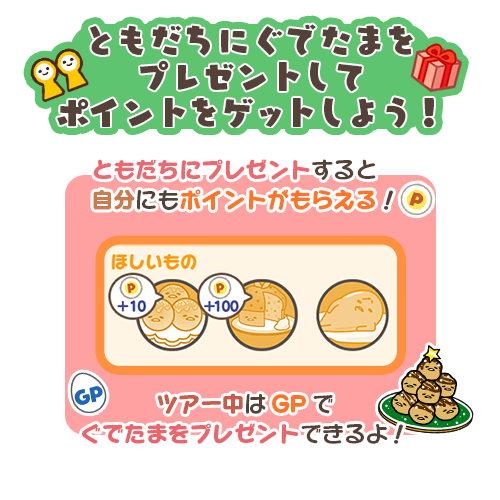 ともだちにぐでたまを
プレゼントして
ポイントをゲットしよう！
ともだちにプレゼントすると
自分にもポイントがもらえる！
P
ほしいもの
P
+10
P
+100
GP
ツアー中は GP で
ぐでたまをプレゼントできるよ！